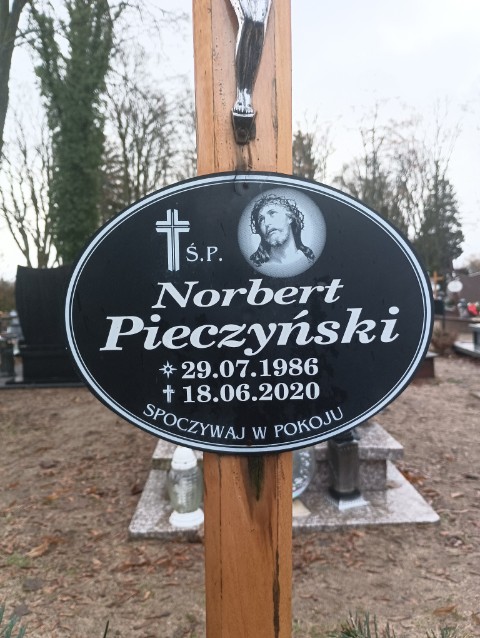 Ś.P.
Norbert
Pieczyński
29.07.1986
18.06.2020
SPOCZYWAJ W POKOJU